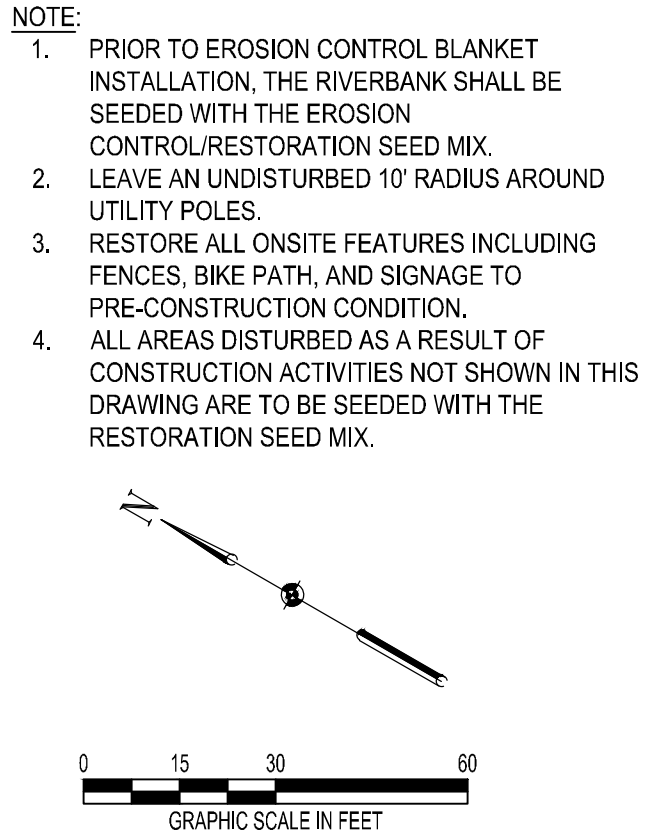 NOTE:
1. PRIOR TO EROSION CONTROL BLANKET
INSTALLATION, THE RIVERBANK SHALL BE
SEEDED WITH THE EROSION
CONTROL/RESTORATION SEED MIX.
2. LEAVE AN UNDISTURBED 10' RADIUS AROUND
UTILITY POLES.
3. RESTORE ALL ONSITE FEATURES INCLUDING
FENCES, BIKE PATH, AND SIGNAGE TO
PRE-CONSTRUCTION CONDITION.
4. ALL AREAS DISTURBED AS A RESULT OF
CONSTRUCTION ACTIVITIES NOT SHOWN IN THIS
DRAWING ARE TO BE SEEDED WITH THE
RESTORATION SEED MIX.
N
0 15 30 60
GRAPHIC SCALE IN FEET